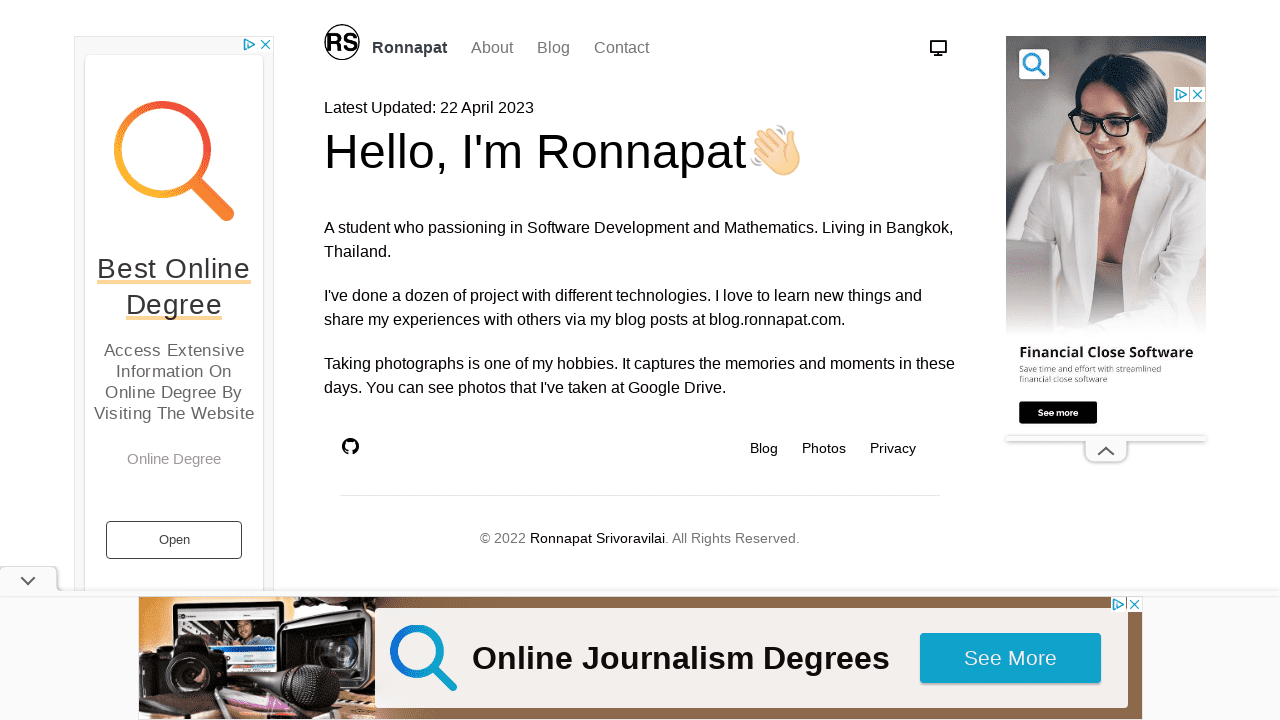 RS
Ronnapat About Blog Contact
Latest Updated: 22 April 2023
Hello, I'm Ronnapat
A student who passioning in Software Development and Mathematics. Living in Bangkok,
Thailand.
I've done a dozen of project with different technologies. I love to learn new things and
share my experiences with others via my blog posts at blog.ronnapat.com.
Taking photographs is one of my hobbies. It captures the memories and moments in these
days. You can see photos that I've taken at Google Drive.
Blog Photos Privacy
© 2022 Ronnapat Srivoravilai. All Rights Reserved.
Best Online
Degree
Access Extensive
Information On
Online Degree By
Visiting The Website
Online Degree
Open
Financial Close Software
Save time and effort with streamlined
financial close software
See more
Online Journalism Degrees
See More